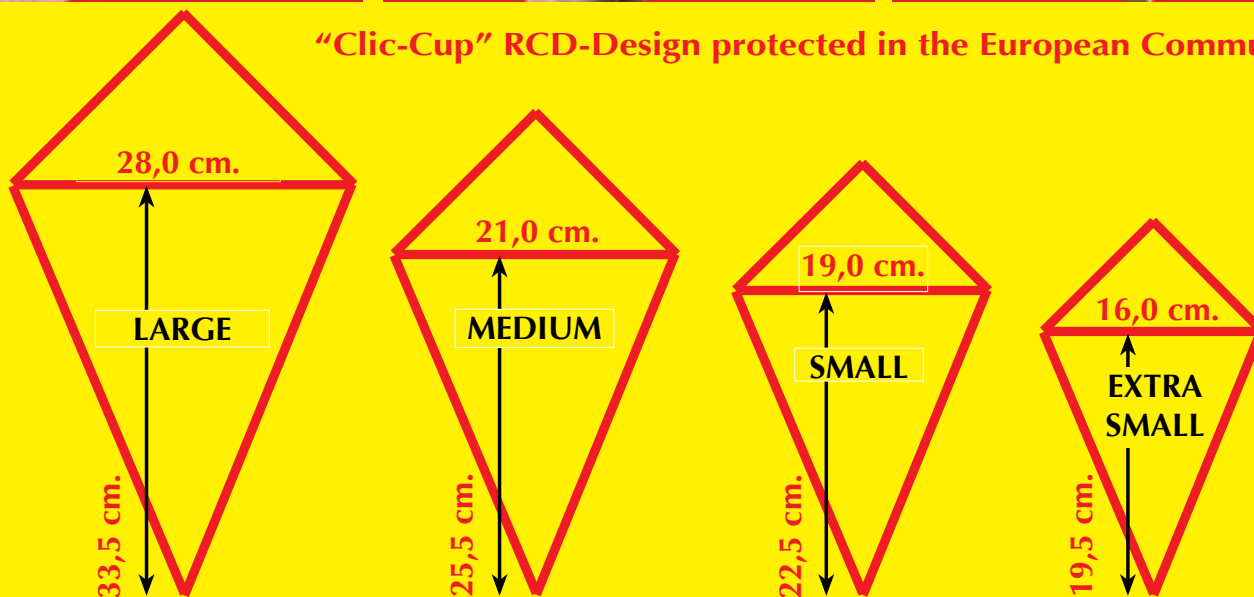 “Clic-Cup” RCD-Design protected in the European
28,0 cm.
LARGE
33,5 cm.
21,0 cm.
MEDIUM
25,5 cm.
19,0 cm.
SMALL
22,5 cm.
16,0 cm.
EXTRA
SMALL
19,5 cm.